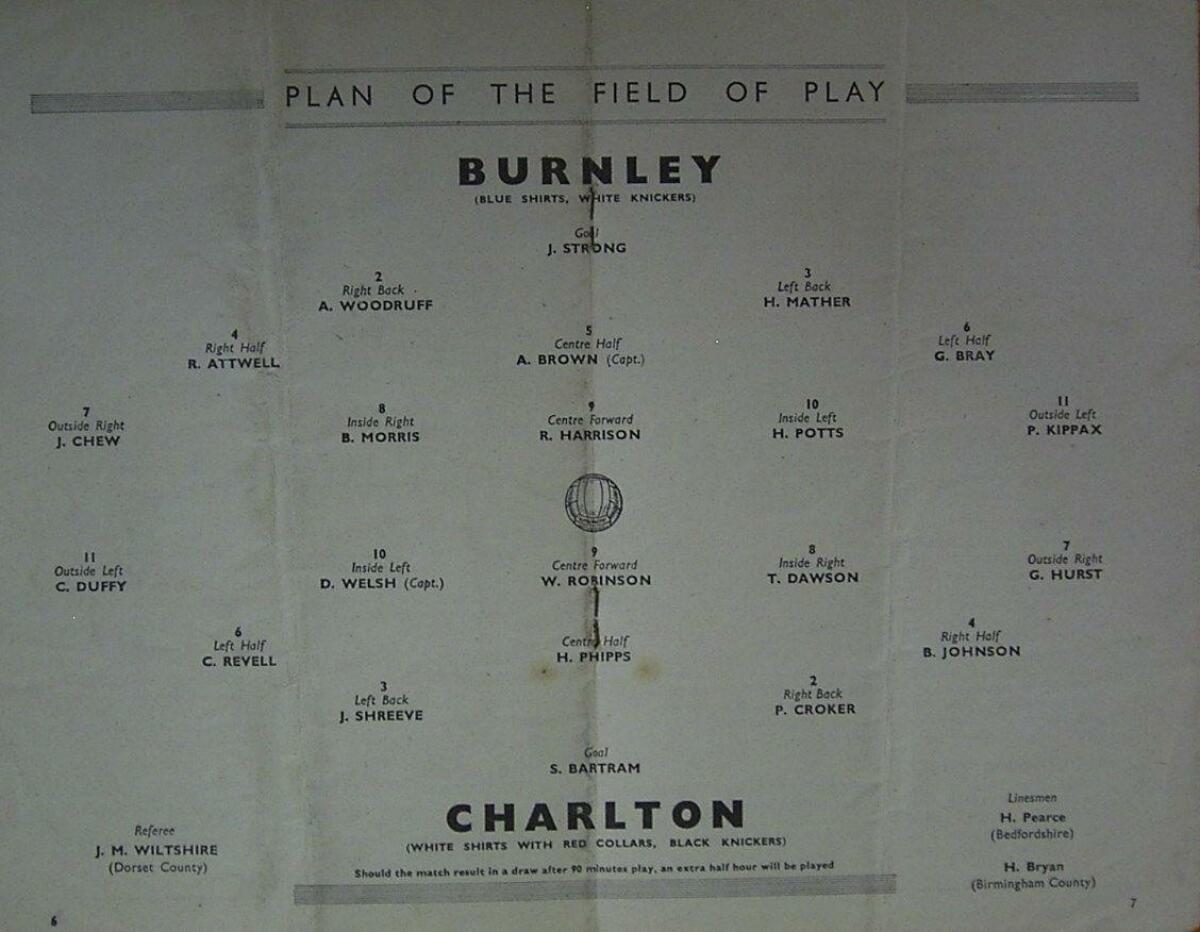 PLAN OF THE FIELD OF PLAY
BURNLEY
(BLUE SHIRTS, WHITE KNICKERS)
Goal
J. STRONG
2
Right Back
A. WOODRUFF
3
Left Back
H. MATHER
4
Right Half
R. ATTWELL
5
Centre Half
A. BROWN (Capt.)
6
Left Half
G. BRAY
7
Outside Right
J. CHEW
8
Inside Right
B. MORRIS
9
Centre Forward
R. HARRISON
10
Inside Left
H. POTTS
11
Outside Left
P. KIPPAX
11
Outside Left
C. DUFFY
10
Inside Left
D. WELSH (Capt.)
9
Centre Forward
W. ROBINSON
8
Inside Right
T. DAWSON
7
Outside Right
G. HURST
6
Left Half
C. REVELL
Centre Half
H. PHIPPS
4
Right Half
B. JOHNSON
3
Left Back
J. SHREEVE
2
Right Back
P. CROKER
Goal
S. BARTRAM
CHARLTON
(WHITE SHIRTS WITH RED COLLARS, BLACK KNICKERS)
Should the match result in a draw after 90 minutes play, an extra half hour will be played
Referee
J. M. WILTSHIRE
(Dorset County)
Linesmen
H. Pearce
(Bedfordshire)
H. Bryan
(Birmingham County)
6
7